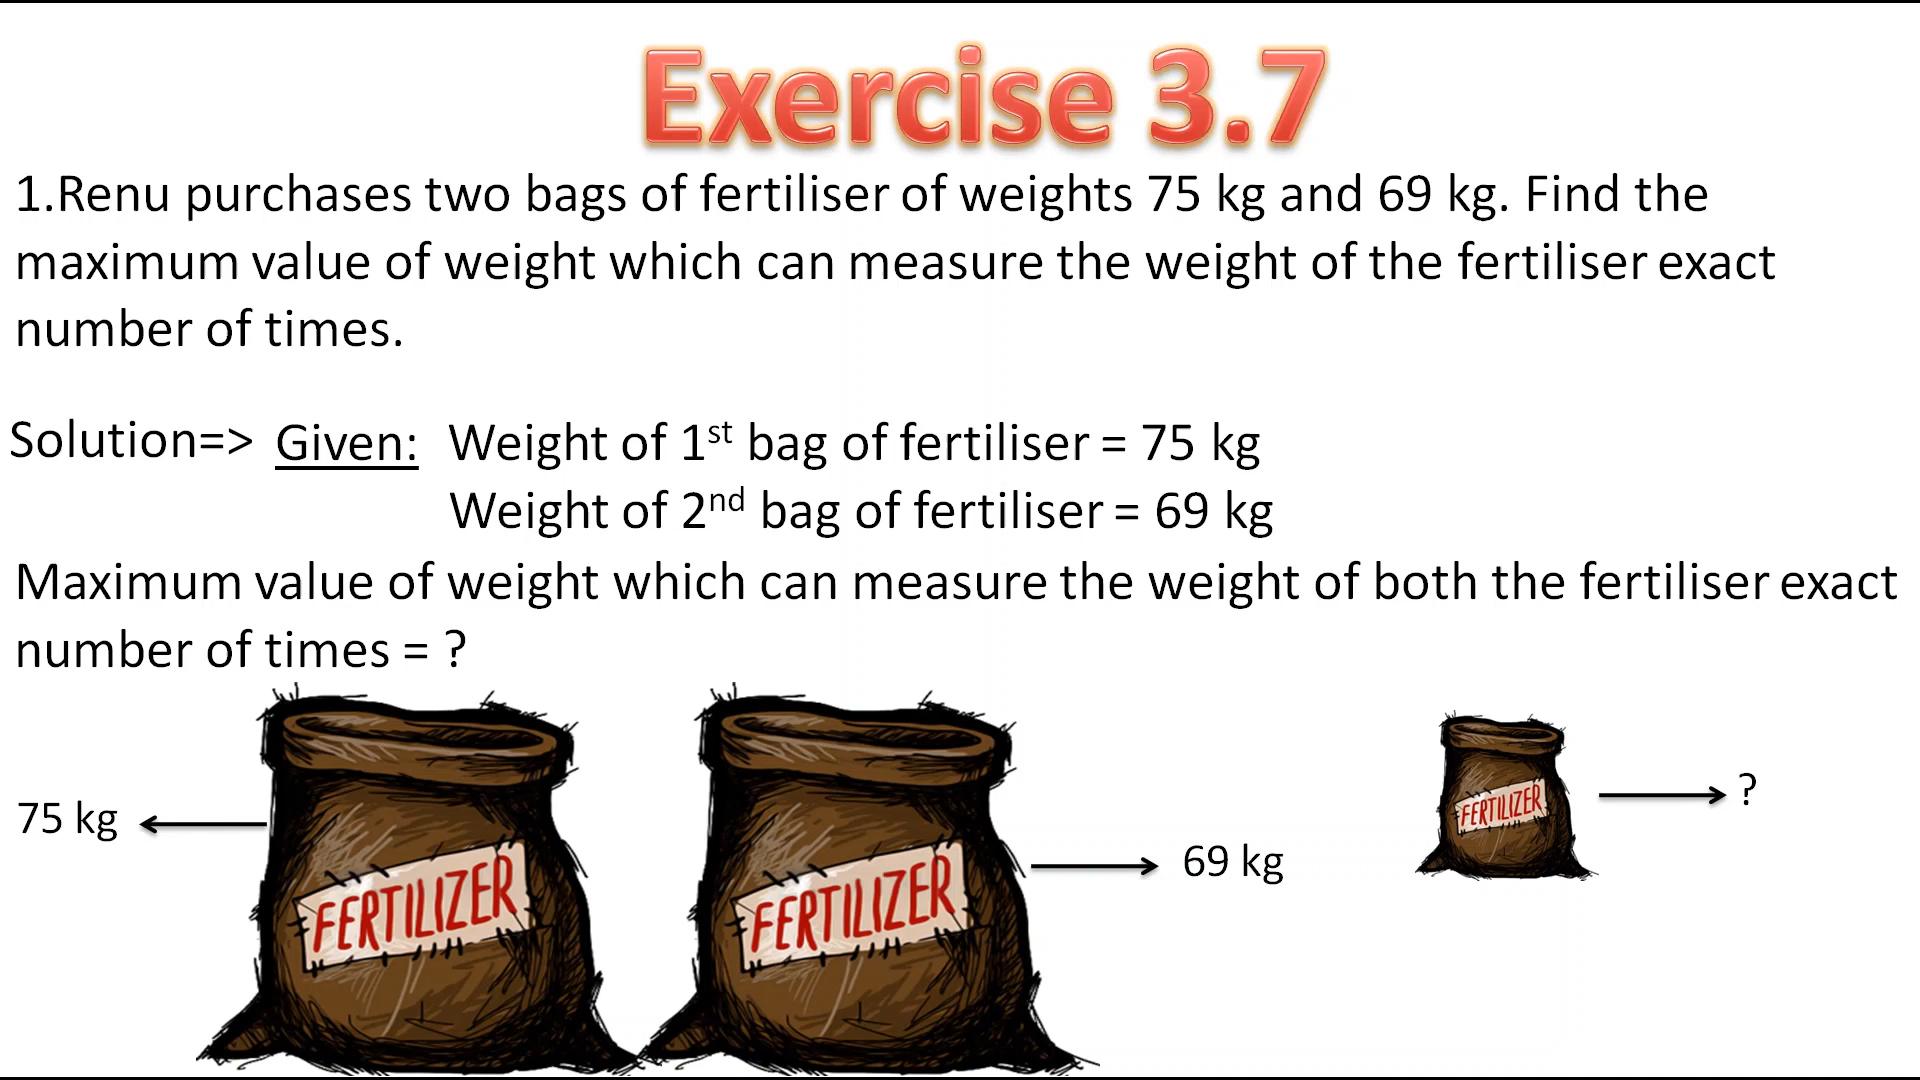 Exercise 3.7
1.Renu purchases two bags of fertiliser of weights 75 kg and 69 kg. Find the
maximum value of weight which can measure the weight of the fertiliser exact
number of times.
Solution=> Given: Weight of 1st bag of fertiliser = 75 kg
Weight of 2nd bag of fertiliser = 69 kg
Maximum value of weight which can measure the weight of both the fertiliser exact
number of times = ?
75 kg
FERTILIZER
FERTILIZER
69 kg
FERTILIZER
?